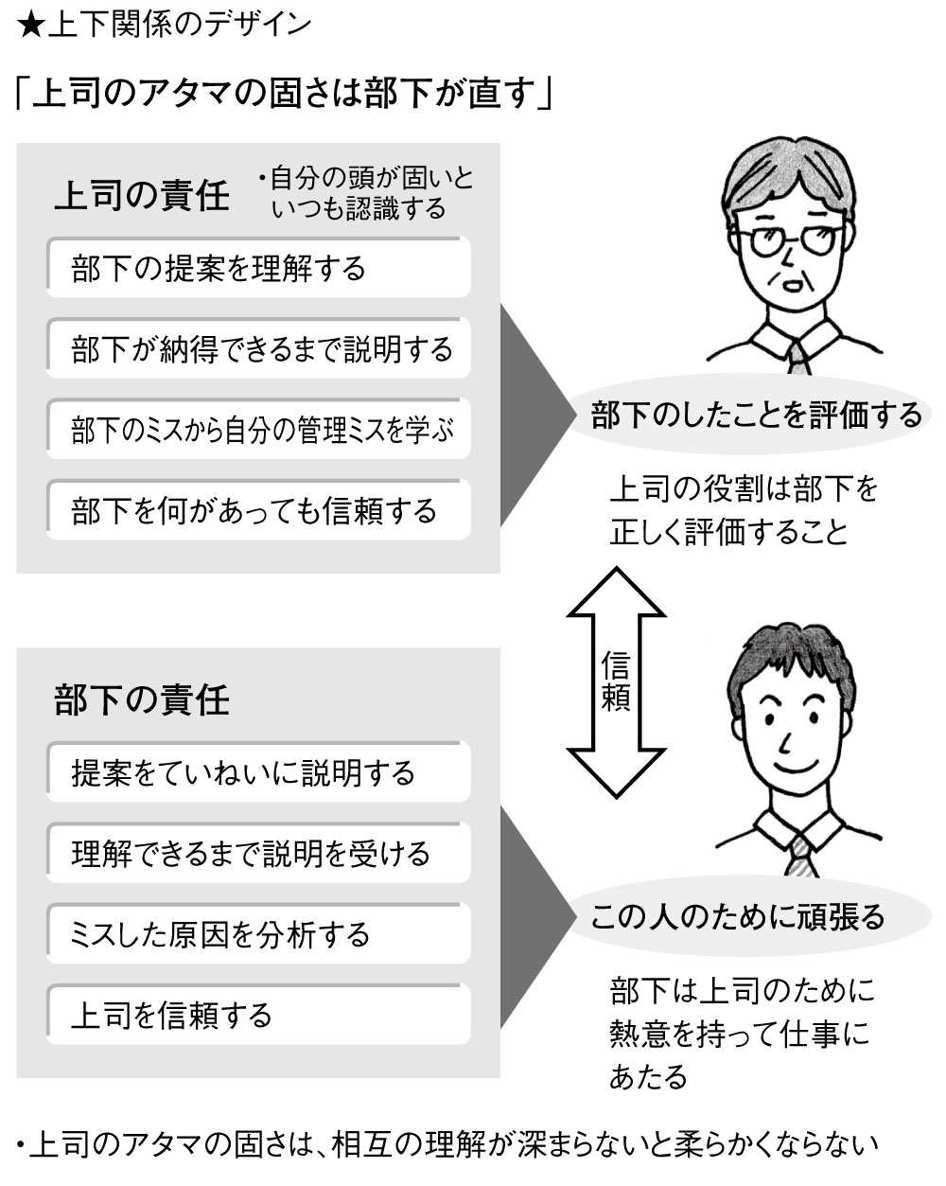 ★上下関係のデザイン
「上司のアタマの固さは部下が直す」
上司の責任
・自分の頭が固いと
いつも認識する
部下の提案を理解する
部下が納得できるまで説明する
部下のミスから自分の管理ミスを学ぶ
部下を何があっても信頼する
部下のしたことを評価する
上司の役割は部下を
正しく評価すること
信頼
部下の責任
提案をていねいに説明する
理解できるまで説明を受ける
ミスした原因を分析する
上司を信頼する
この人のために頑張る
部下は上司のために
熱意を持って仕事に
あたる
・上司のアタマの固さは、相互の理解が深まらないと柔らかくならない